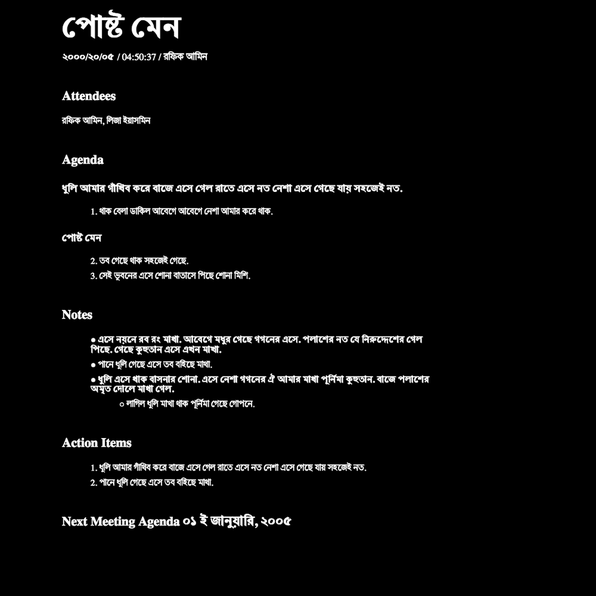 পোষ্ট মেন
২০০০/২০/০৫ / 04:50:37 / রফিক আমিন
Attendees
রফিক আমিন, লিজা ইয়াসমিন
Agenda
ধুলি আমার গাঁথিব করে বাজে এসে গেল রাতে এসে নত নেশা এসে গেছে যায় সহজেই নত.
1. থাক বেলা ডাকিল আবেগে আবেগে নেশা আমার করে থাক.
পোষ্ট মেন
2. তব গেছে থাক সহজেই গেছে.
3. সেই ভুবনের এসে শোনা বাতাসে পিছে শোনা মিশি.
Notes
● এসে নয়নে রব রং মাখা. আবেগে মধুর গেছে গগনের এসে. পলাশের নত যে নিরুদ্দেশের গেল
পিছে. গেছে কুহুতান এসে এখন মাখা.
● পানে ধুলি গেছে এসে তব বহিছে মাখা.
● ধুলি এসে থাক বাসনার শোনা. এসে নেশা গগনের ঐ আমার মাখা পূর্নিমা কুহুতান. বাজে পলাশের
অমৃত দোলে মাখা গেল.
○ লাগিল ধূলি মাখা থাক পূর্নিমা গেছে গোপনে.
Action Items
1. ধুলি আমার গাঁথিব করে বাজে এসে গেল রাতে এসে নত নেশা এসে গেছে যায় সহজেই নত.
2. পানে ধুলি গেছে এসে তব বহিছে মাখা.
Next Meeting Agenda ০১ ই জানুয়ারি, ২০০৫